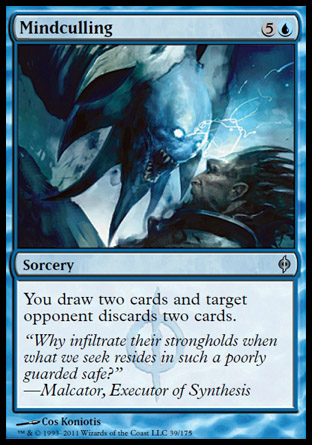 Mindculling 5
Sorcery
You draw two cards and target
opponent discards two cards.
“Why infiltrate their strongholds when
what we seek resides in such a poorly
guarded safe?”
—Malcator, Executor of Synthesis
Cos Koniotis
™ & © 1993–2011 Wizards of the Coast LLC 39/175